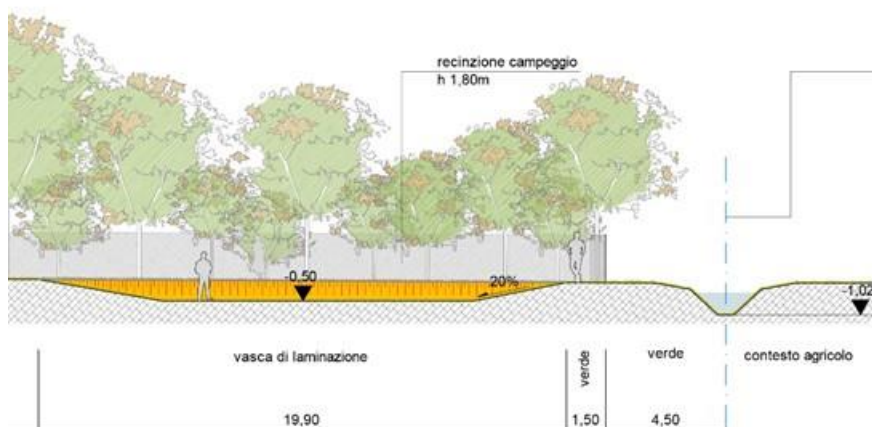 recinzione campeggio
h 1,80m
-0,50
20%
-1,02
vasca di laminazione
verde
verde
contesto agricolo
19,90
1,50
4,50